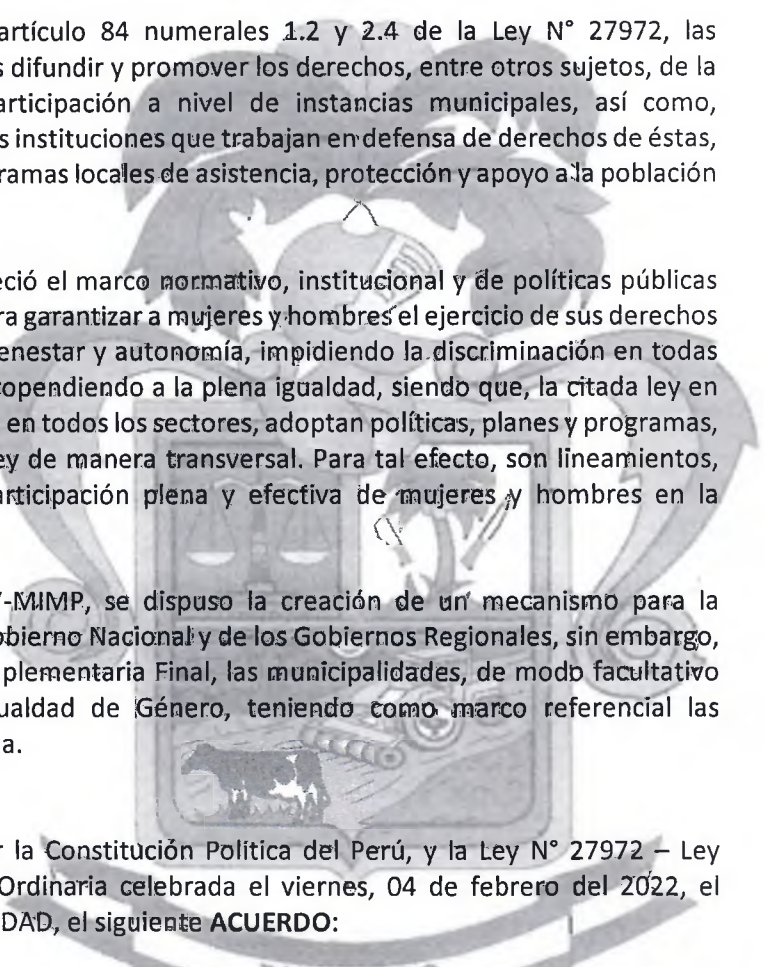 artículo 84 numerales 1.2 y 2.4 de la Ley N° 27972, las
s difundir y promover los derechos, entre otros sujetos, de la
articipación a nivel de instancias municipales, así como,
s instituciones que trabajan en defensa de derechos de éstas,
ramas locales de asistencia, protección y apoyo a la población
eció el marco normativo, institucional y de políticas públicas
ra garantizar a mujeres y hombres el ejercicio de sus derechos
ienestar y autonomía, impidiendo la discriminación en todas
copendiendo a la plena igualdad, siendo que, la citada ley en
en todos los sectores, adoptan políticas, planes y programas,
ey de manera transversal. Para tal efecto, son lineamientos,
articipación plena y efectiva de mujeres y hombres en la
-MIMP, se dispuso la creación de un mecanismo para la
obierno Nacional y de los Gobiernos Regionales, sin embargo,
plementaria Final, las municipalidades, de modo facultativo
ualdad de Género, teniendo como marco referencial las
a.
r la Constitución Política del Perú, y la Ley N° 27972 – Ley
Ordinaria celebrada el viernes, 04 de febrero del 2022, el
DAD, el siguiente ACUERDO: